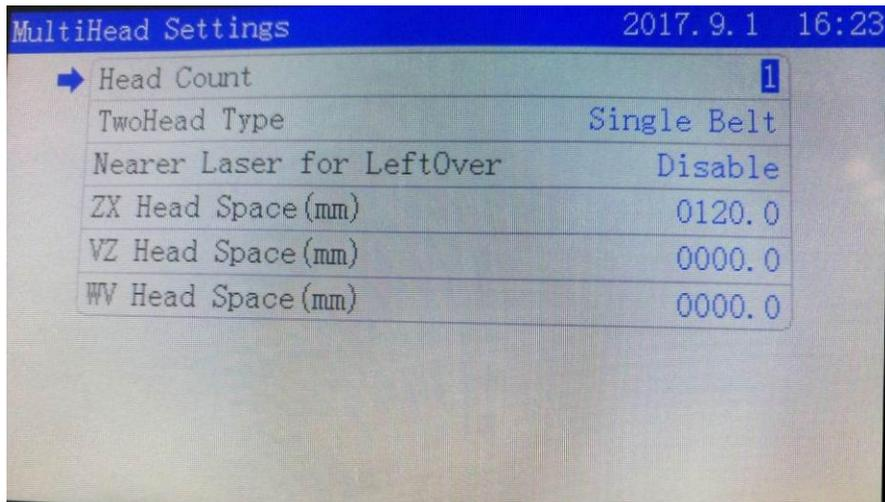 MultiHead Settings 2017.9.1 16:23
Head Count 1
TwoHead Type Single Belt
Nearer Laser for LeftOver Disable
ZX Head Space(mm) 0120.0
VZ Head Space(mm) 0000.0
WV Head Space(mm) 0000.0